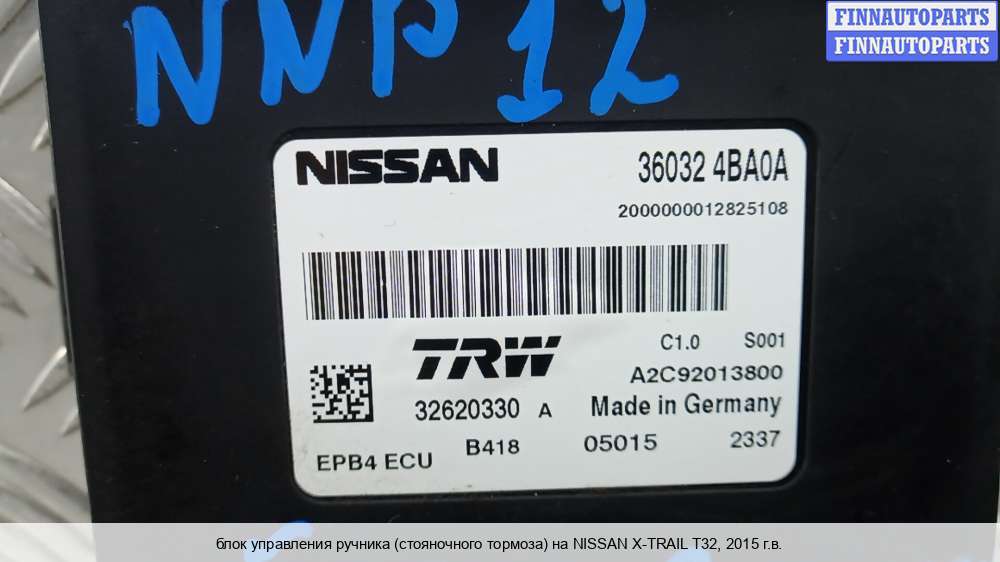 FINNAUTOPARTS
FINNAUTOPARTS
NNP 12
NISSAN 36032 4BA0A
2000000012825108
TRW C1.0 S001
A2C92013800
32620330 A Made in Germany
EPB4 ECU B418 05015 2337
блок управления ручника (стояночного тормоза) на NISSAN X-TRAIL T32, 2015 г.в.